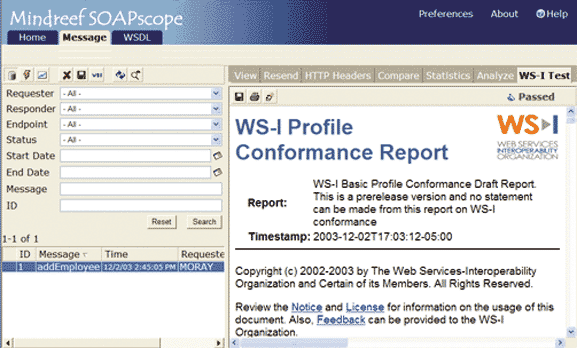 Mindreef SOAPscope
Preferences About Help
Home Message WSDL
View Resend HTTP Headers Compare Statistics Analyze WS-I Test
Requester - All -
Responder - All -
Endpoint - All -
Status - All -
Start Date
End Date
Message
ID
Reset Search
1-1 of 1
ID Message Time Requeste
1 addEmployee 12/2/03 2:45:05 PM MORAY
Passed
WS-I Profile
Conformance Report
WS-I
WEB SERVICES
INTEROPERABILITY
ORGANIZATION
WS-I Basic Profile Conformance Draft Report.
Report: This is a prerelease version and no statement
can be made from this report on WS-I
conformance
Timestamp: 2003-12-02T17:03:12-05:00
Copyright (c) 2002-2003 by The Web Services-Interoperability
Organization and Certain of its Members. All Rights Reserved.
Review the Notice and License for information on the usage of this
document. Also, Feedback can be provided to the WS-I
Organization.